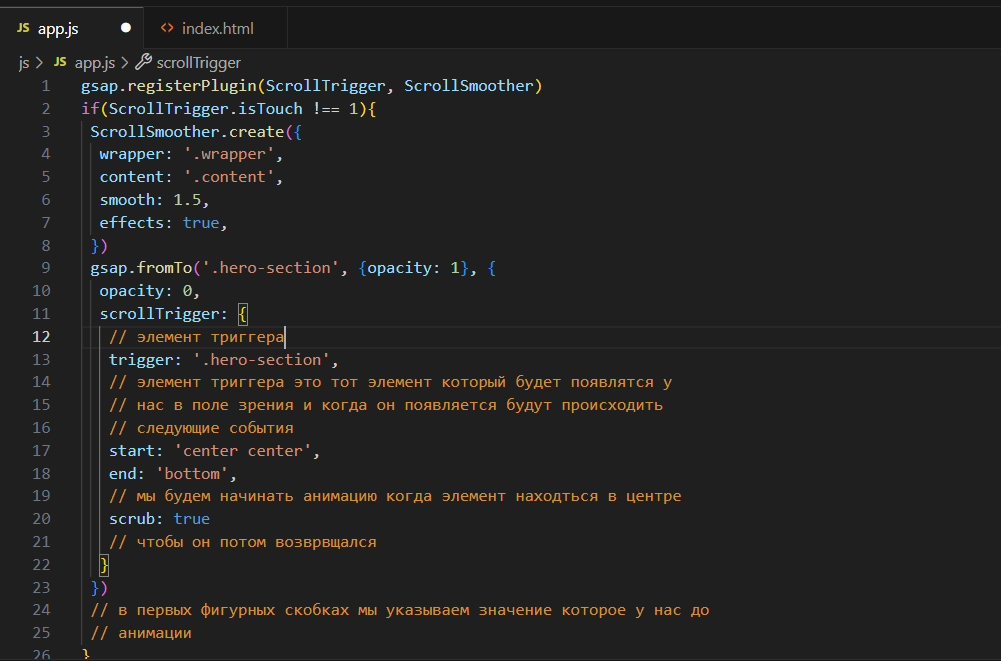 JS app.js ● <> index.html
js > JS app.js > scrollTrigger
1 gsap.registerPlugin(ScrollTrigger, ScrollSmoother)
2 if(ScrollTrigger.isTouch !== 1){
3 ScrollSmoother.create({
4 wrapper: '.wrapper',
5 content: '.content',
6 smooth: 1.5,
7 effects: true,
8 })
9 gsap.fromTo('.hero-section', {opacity: 1}, {
10 opacity: 0,
11 scrollTrigger: {
12 // элемент триггера
13 trigger: '.hero-section',
14 // элемент триггера это тот элемент который будет появлятся у
15 // нас в поле зрения и когда он появляется будут происходить
16 // следующие события
17 start: 'center center',
18 end: 'bottom',
19 // мы будем начинать анимацию когда элемент находться в центре
20 scrub: true
21 // чтобы он потом возврвщался
22 }
23 })
24 // в первых фигурных скобках мы указываем значение которое у нас до
25 // анимации
26 }